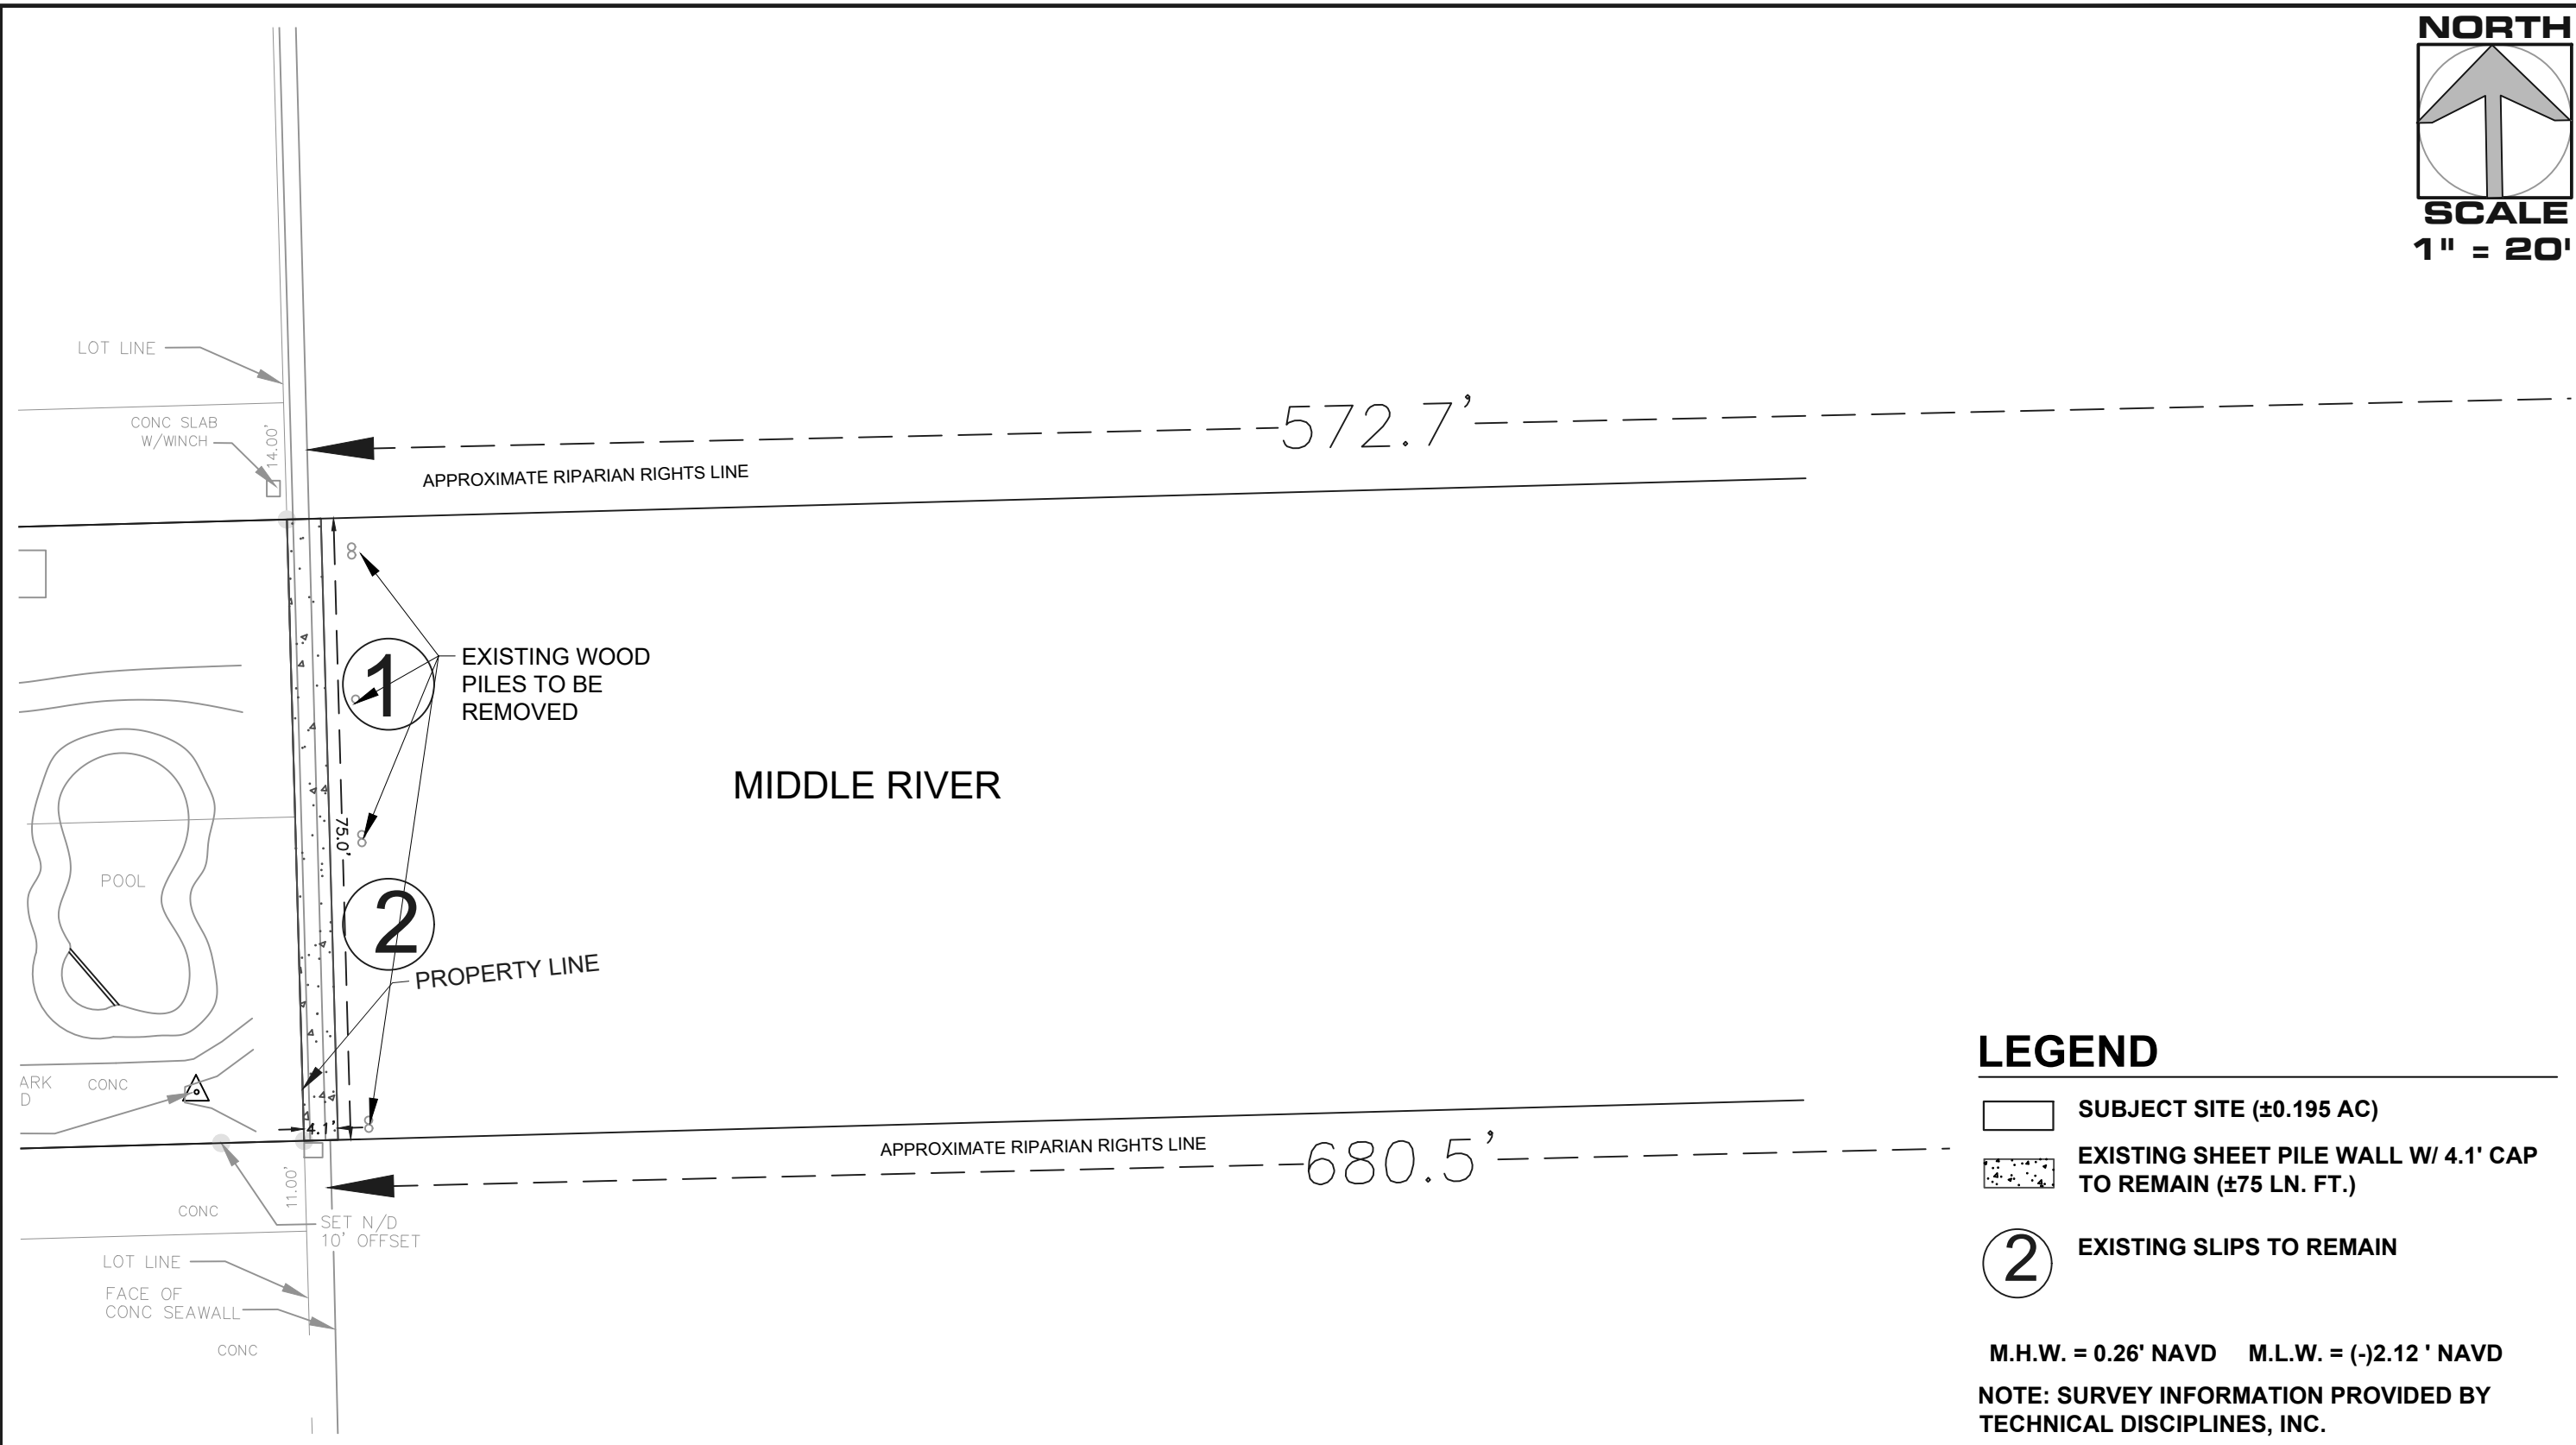 NORTH
SCALE
1" = 20'
LOT LINE
CONC SLAB
W/WINCH
14.00'
572.7'
APPROXIMATE RIPARIAN RIGHTS LINE
1
EXISTING WOOD
PILES TO BE
REMOVED
MIDDLE RIVER
75.0'
POOL
2
PROPERTY LINE
ARK
D
CONC
4.1'
APPROXIMATE RIPARIAN RIGHTS LINE
680.5'
11.00'
CONC
SET N/D
10' OFFSET
LOT LINE
FACE OF
CONC SEAWALL
CONC
LEGEND
SUBJECT SITE (±0.195 AC)
EXISTING SHEET PILE WALL W/ 4.1' CAP
TO REMAIN (±75 LN. FT.)
2
EXISTING SLIPS TO REMAIN
M.H.W. = 0.26' NAVD M.L.W. = (-)2.12 ' NAVD
NOTE: SURVEY INFORMATION PROVIDED BY
TECHNICAL DISCIPLINES, INC.